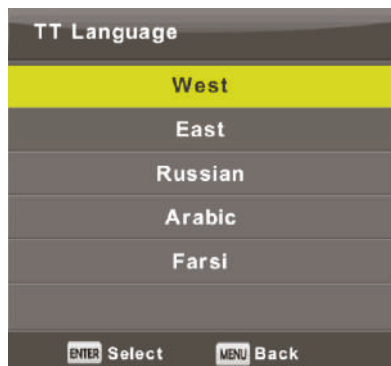 TT Language
West
East
Russian
Arabic
Farsi
ENTER Select MENU Back